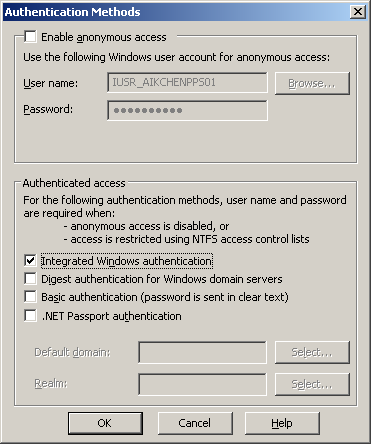 Authentication Methods
Enable anonymous access
Use the following Windows user account for anonymous access:
User name: IUSR_AIKCHENPPS01 Browse...
Password: ●●●●●●●●●●
Authenticated access
For the following authentication methods, user name and password
are required when:
- anonymous access is disabled, or
- access is restricted using NTFS access control lists
Integrated Windows authentication
Digest authentication for Windows domain servers
Basic authentication (password is sent in clear text)
.NET Passport authentication
Default domain: Select...
Realm: Select...
OK Cancel Help